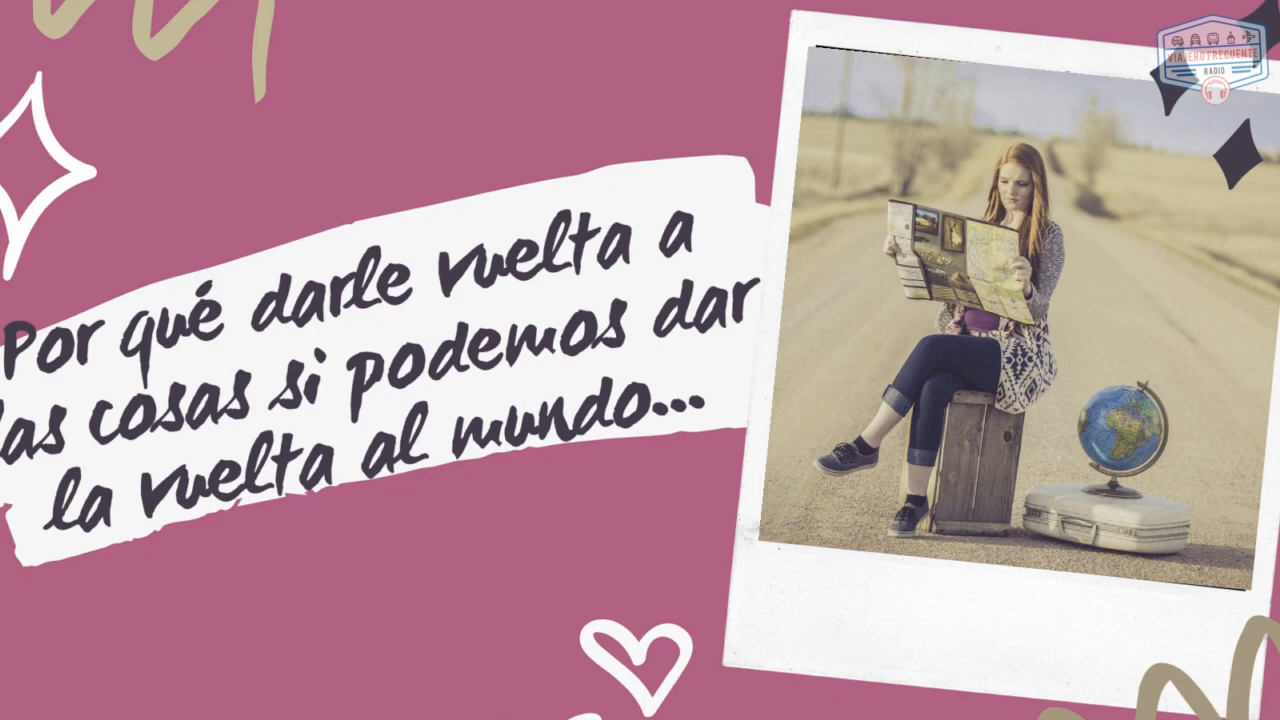 Por qué darle vuelta a
las cosas si podemos dar
la vuelta al mundo...
VIAJERO FRECUENTE
RADIO